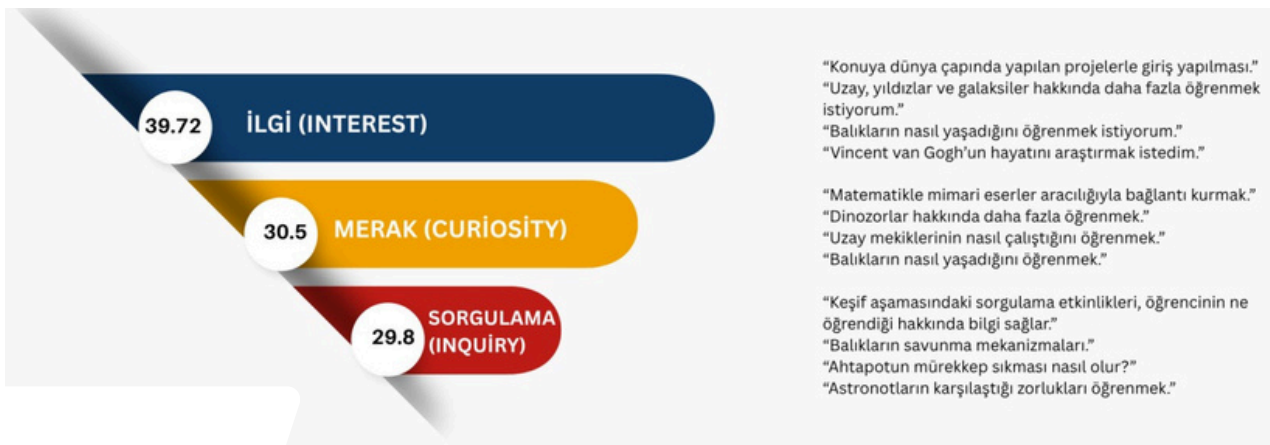 39.72
İLGİ (INTEREST)
“Konuya dünya çapında yapılan projelerle giriş yapılması.”
“Uzay, yıldızlar ve galaksiler hakkında daha fazla öğrenmek
istiyorum.”
“Balıkların nasıl yaşadığını öğrenmek istiyorum.”
“Vincent van Gogh’un hayatını araştırmak istedim.”
30.5
MERAK (CURİOSİTY)
“Matematikle mimari eserler aracılığıyla bağlantı kurmak.”
“Dinozorlar hakkında daha fazla öğrenmek.”
“Uzay mekiklerinin nasıl çalıştığını öğrenmek.”
“Balıkların nasıl yaşadığını öğrenmek.”
29.8
SORGULAMA
(INQUİRY)
“Keşif aşamasındaki sorgulama etkinlikleri, öğrencinin ne
öğrendiği hakkında bilgi sağlar.”
“Balıkların savunma mekanizmaları.”
“Ahtapotun mürekkep sıkması nasıl olur?”
“Astronotların karşılaştığı zorlukları öğrenmek.”